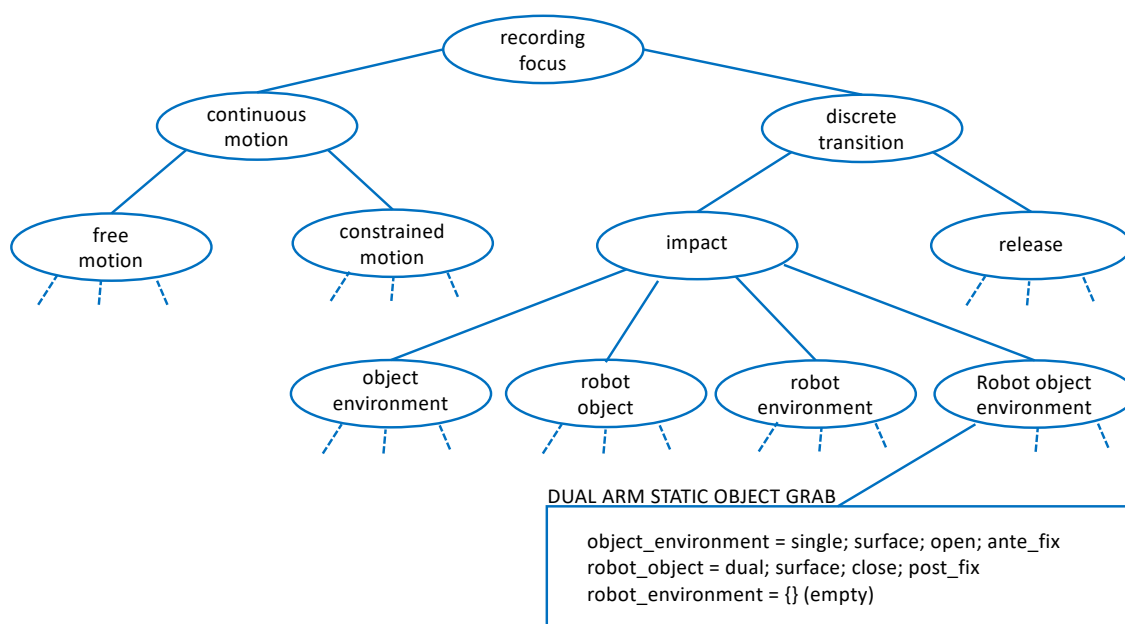 recording
focus
continuous
motion
discrete
transition
free
motion
constrained
motion
impact
release
object
environment
robot
object
robot
environment
Robot object
environment
DUAL ARM STATIC OBJECT GRAB
object_environment = single; surface; open; ante_fix
robot_object = dual; surface; close; post_fix
robot_environment = {} (empty)